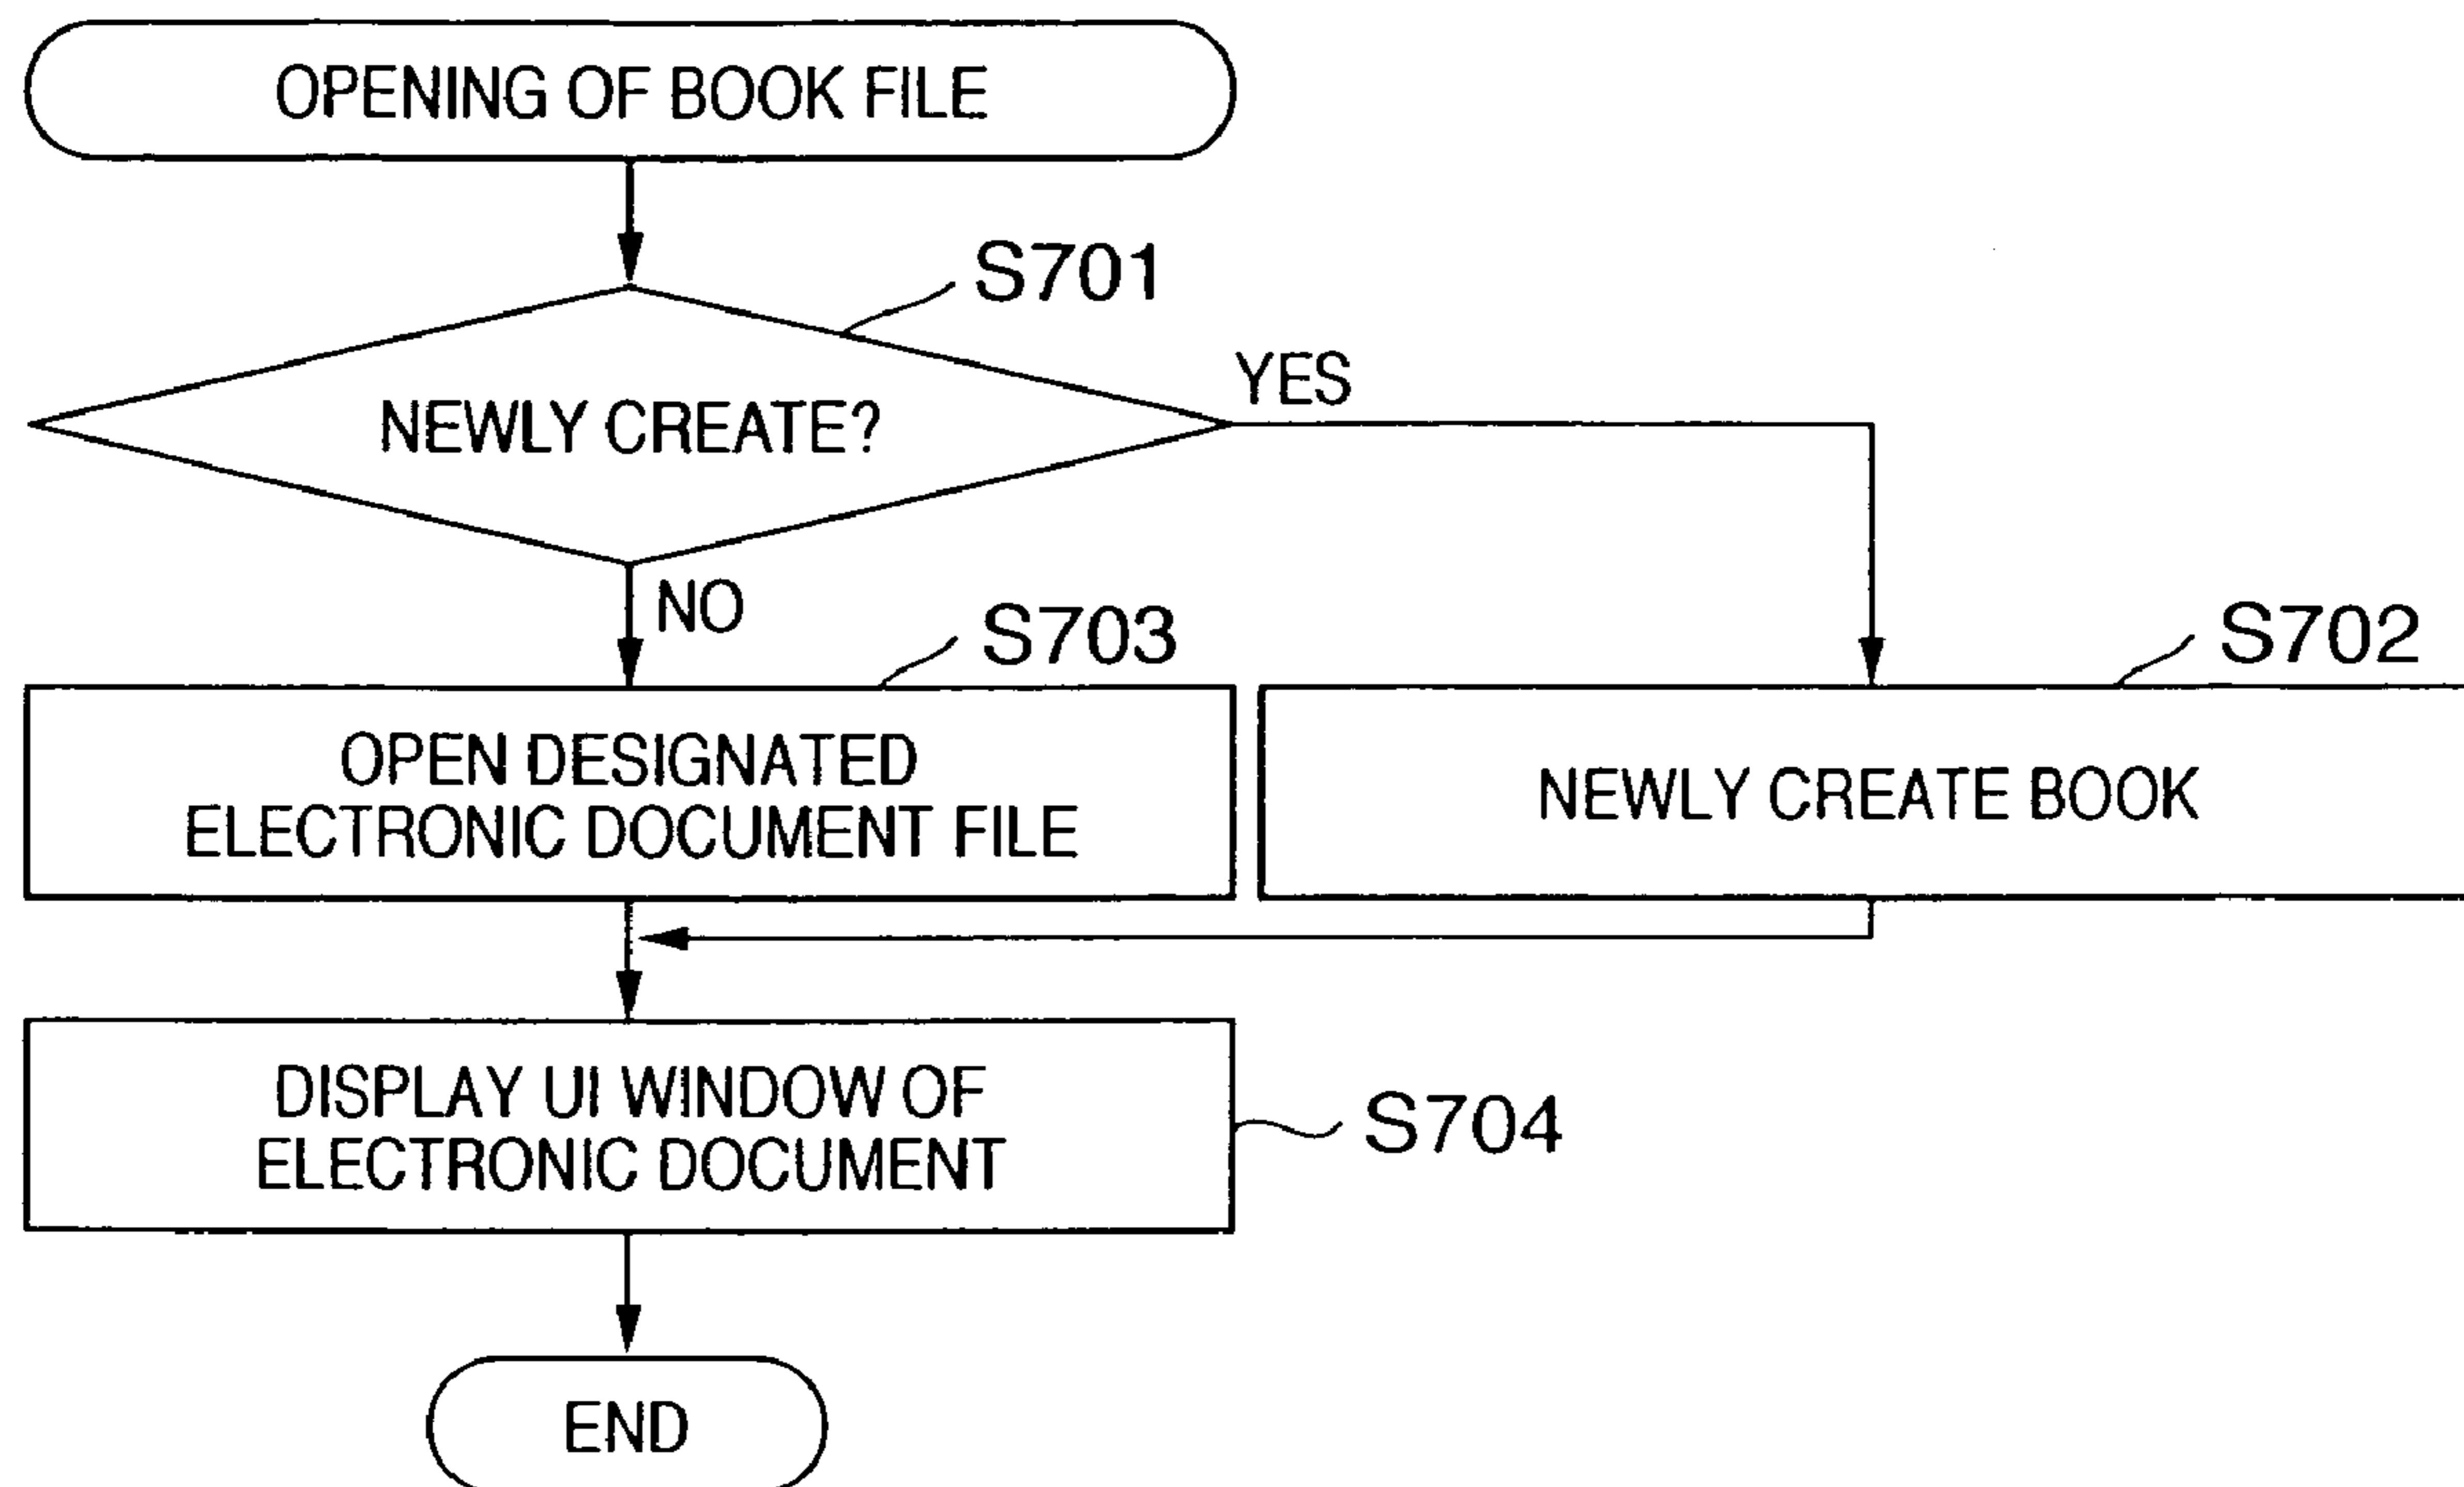 OPENING OF BOOK FILE
S701
NEWLY CREATE?
YES
NO
S703
S702
OPEN DESIGNATED
ELECTRONIC DOCUMENT FILE
NEWLY CREATE BOOK
DISPLAY UI WINDOW OF
ELECTRONIC DOCUMENT
S704
END